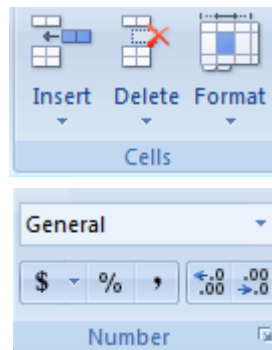 Insert Delete Format
Cells
General
$ % , .0 .00 .00 .0
Number